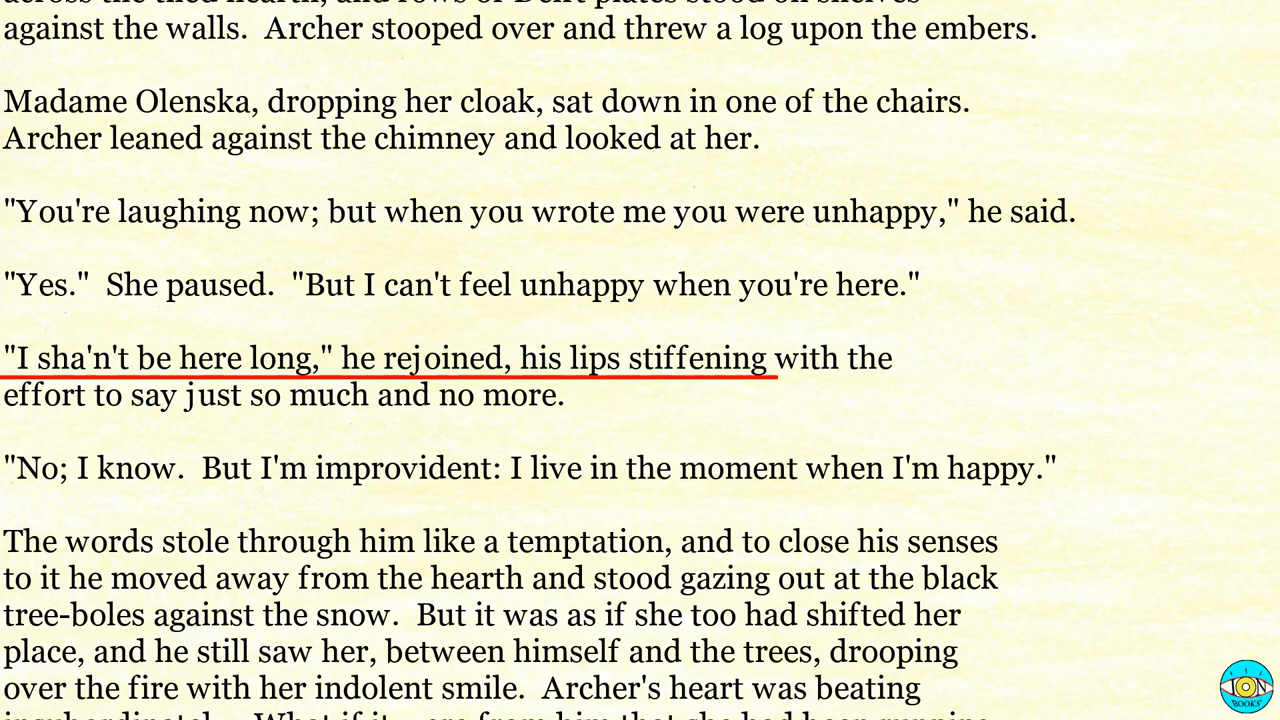 against the walls.  Archer stooped over and threw a log upon the embers.
Madame Olenska, dropping her cloak, sat down in one of the chairs.
Archer leaned against the chimney and looked at her.
"You're laughing now; but when you wrote me you were unhappy," he said.
"Yes."  She paused.  "But I can't feel unhappy when you're here."
"I sha'n't be here long," he rejoined, his lips stiffening with the
effort to say just so much and no more.
"No; I know.  But I'm improvident: I live in the moment when I'm happy."
The words stole through him like a temptation, and to close his senses
to it he moved away from the hearth and stood gazing out at the black
tree-boles against the snow.  But it was as if she too had shifted her
place, and he still saw her, between himself and the trees, drooping
over the fire with her indolent smile.  Archer's heart was beating
ION
BOOKS